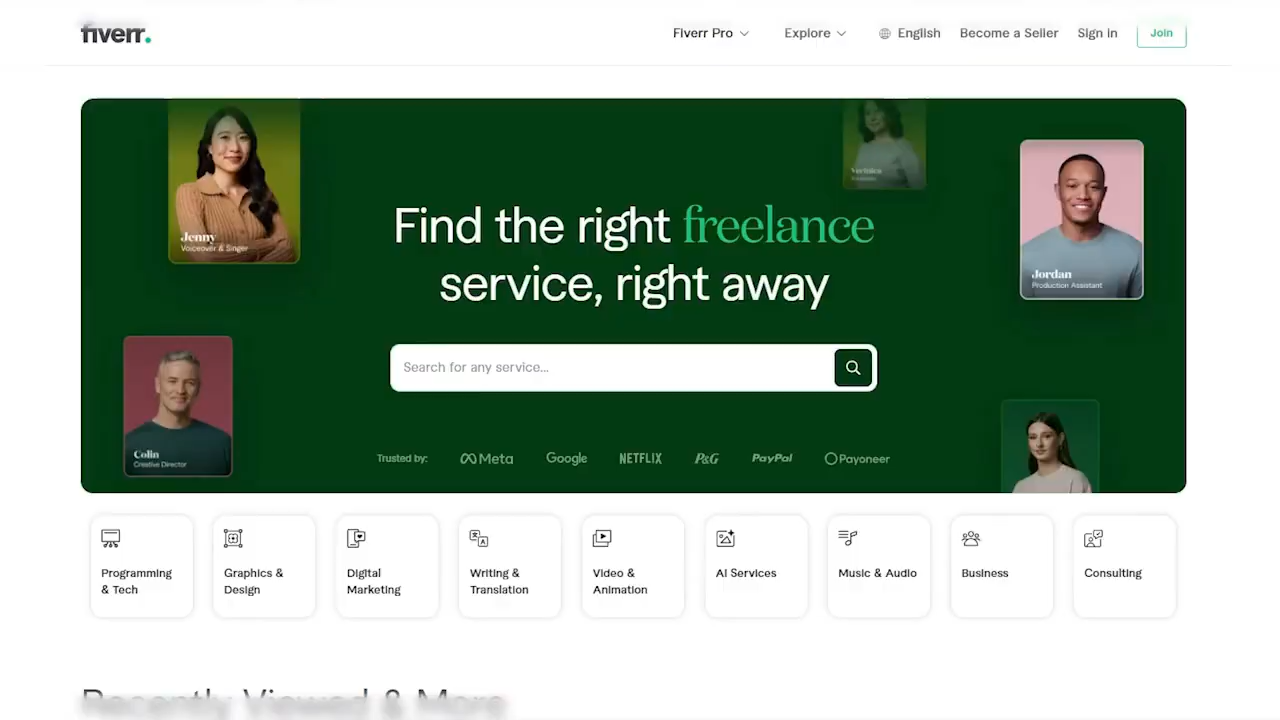 fiverr.
Fiverr Pro
Explore
English
Become a Seller
Sign in
Join
Jenny
Voiceover & Singer
Veronica
Jordan
Production Assistant
Find the right freelance
service, right away
Search for any service...
Colin
Creative Director
Trusted by:
Meta
Google
NETFLIX
P&G
PayPal
Payoneer
Programming
& Tech
Graphics &
Design
Digital
Marketing
Writing &
Translation
Video &
Animation
AI Services
Music & Audio
Business
Consulting
Recently Viewed & More